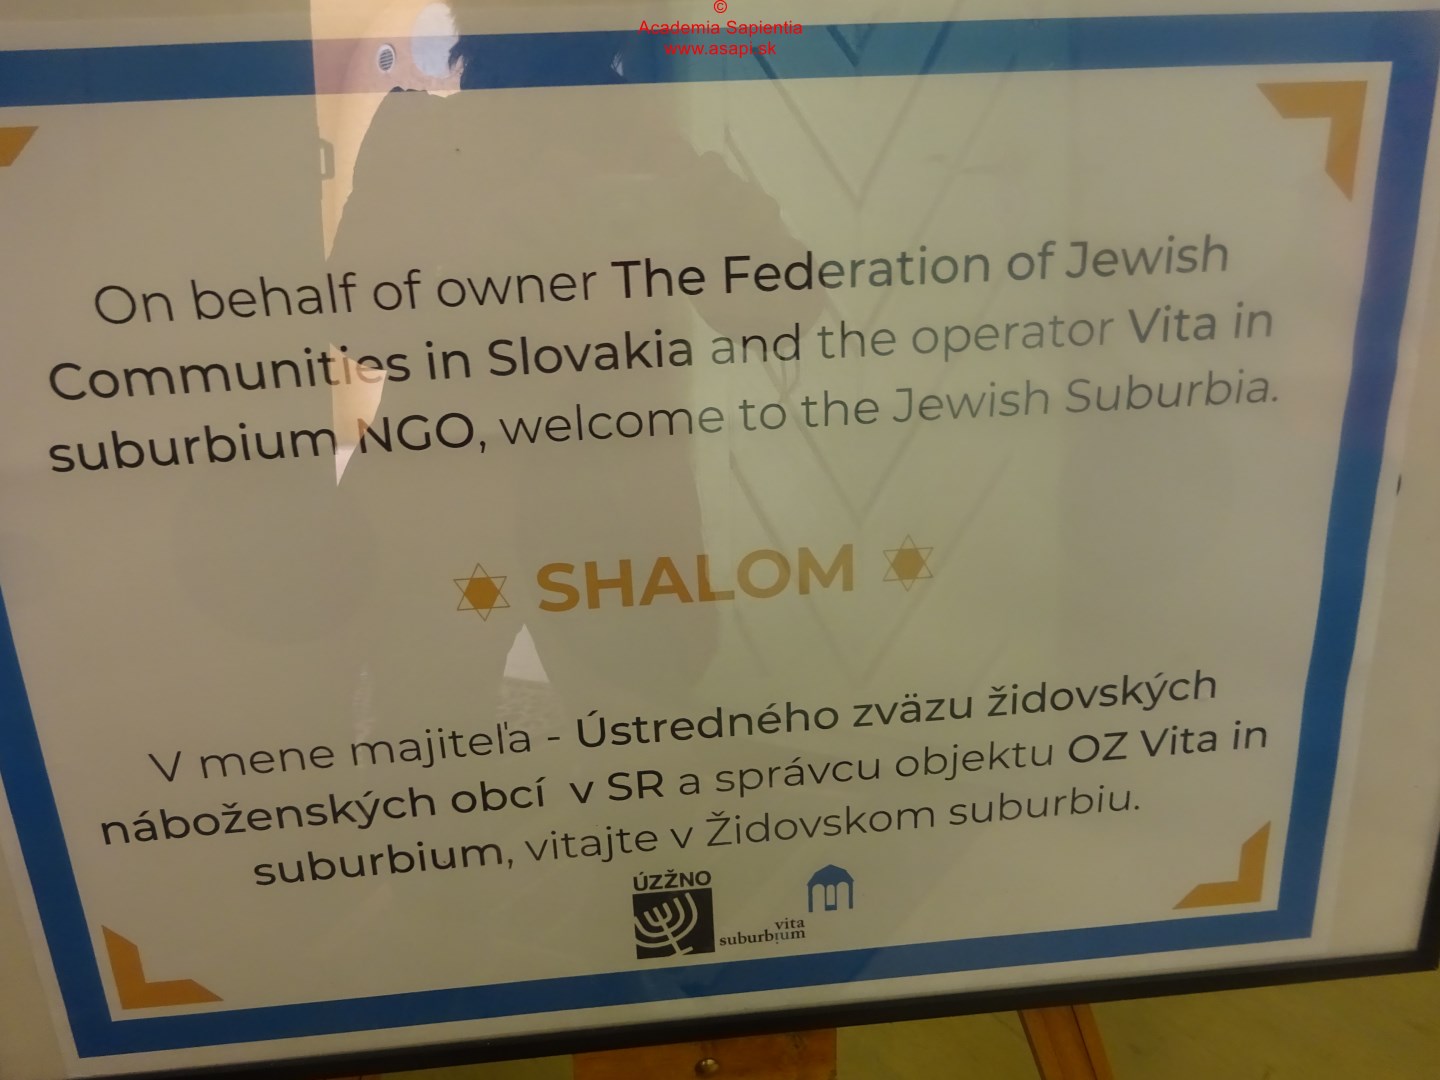 ©
Academia Sapientia
www.asapi.sk
On behalf of owner The Federation of Jewish
Communities in Slovakia and the operator Vita in
suburbium NGO, welcome to the Jewish Suburbia.
SHALOM
V mene majiteľa - Ústredného zväzu židovských
náboženských obcí v SR a správcu objektu OZ Vita in
suburbium, vitajte v Židovskom suburbiu.
ÚZŽNO
vita
suburbium